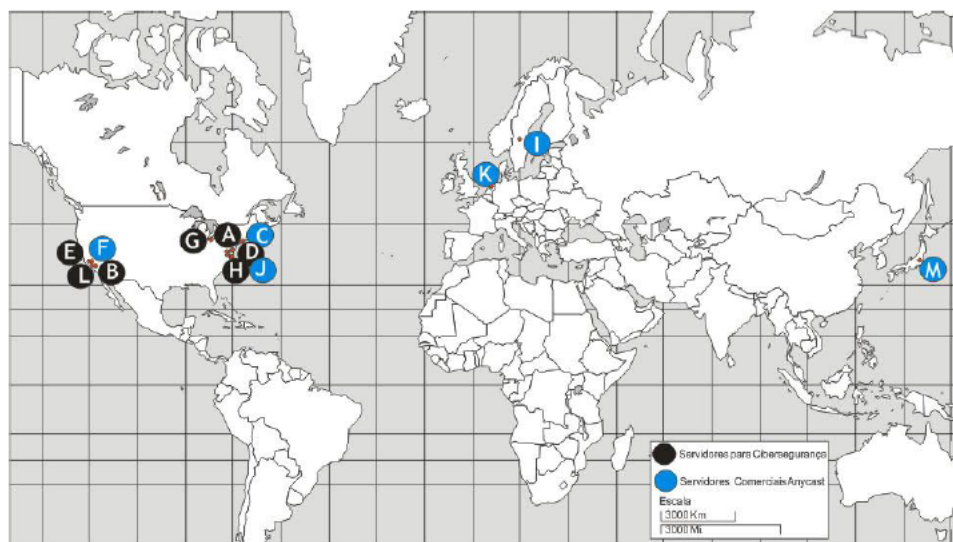 I
K
A
G
C
F
E
D
B
L
H
J
M
Servidores para Cibersegurança
Servidores Comerciais Anycast
Escala
3000 Km
3000 Mi